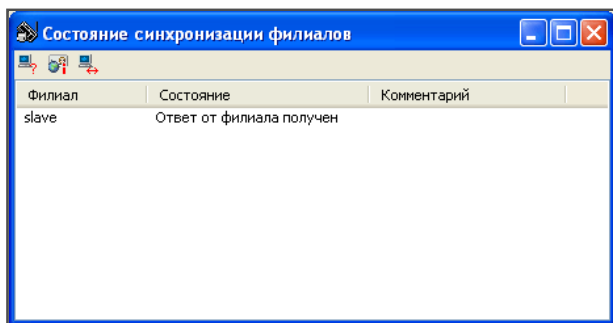 Состояние синхронизации филиалов
Филиал Состояние Комментарий
slave Ответ от филиала получен